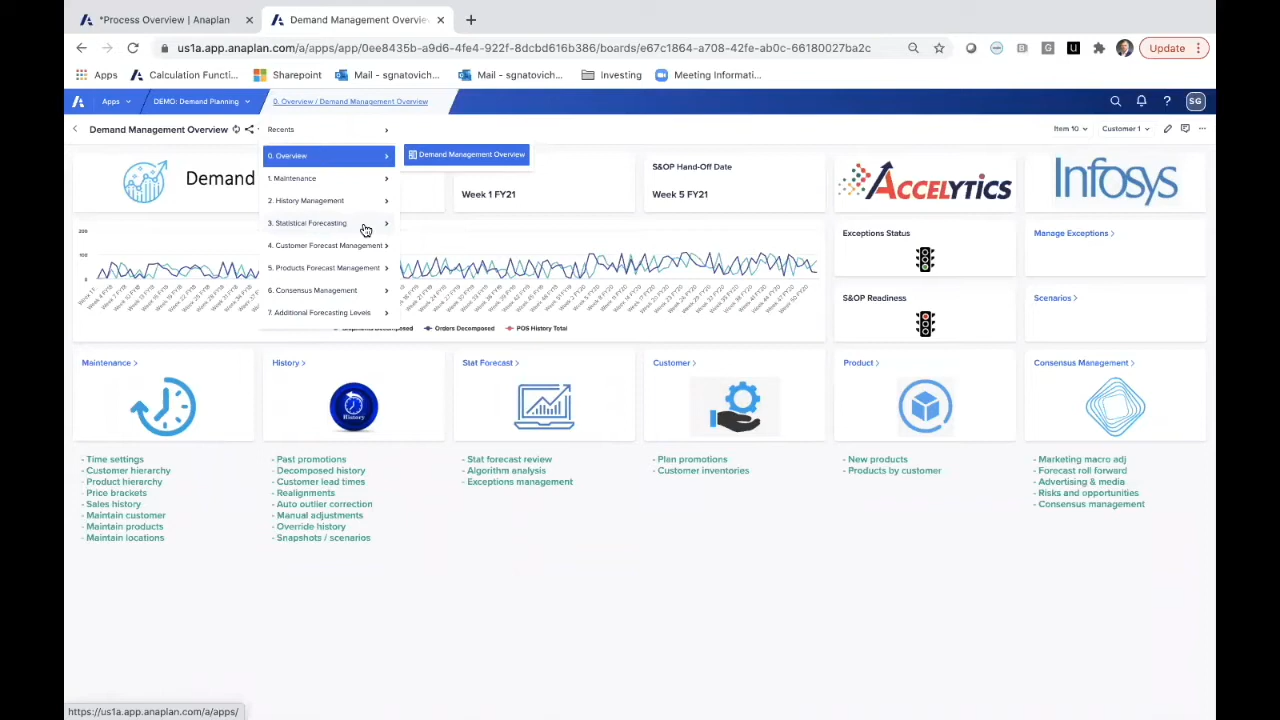 *Process Overview | Anaplan
Demand Management Overvie
us1a.app.anaplan.com/a/apps/app/0ee8435b-a9d6-4fe4-922f-8dcbd616b386/boards/e67c1864-a708-42fe-ab0c-66180027ba2c
Update
Apps
Calculation Functi...
Sharepoint
Mail - sgnatovich...
Mail - sgnatovich...
Investing
Meeting Informati...
Apps
DEMO: Demand Planning
0. Overview / Demand Management Overview
SG
Demand Management Overview
Item 10
Customer 1
Recents
0. Overview
Demand Management Overview
1. Maintenance
2. History Management
3. Statistical Forecasting
4. Customer Forecast Management
5. Products Forecast Management
6. Consensus Management
7. Additional Forecasting Levels
Demand
Week 1 FY21
S&OP Hand-Off Date
Week 5 FY21
ACCELYTICS
Infosys
200
100
0
Orders Decomposed
POS History Total
Exceptions Status
Manage Exceptions
S&OP Readiness
Scenarios
Maintenance
History
Stat Forecast
Customer
Product
Consensus Management
History
- Time settings
- Customer hierarchy
- Product hierarchy
- Price brackets
- Sales history
- Maintain customer
- Maintain products
- Maintain locations
- Past promotions
- Decomposed history
- Customer lead times
- Realignments
- Auto outlier correction
- Manual adjustments
- Override history
- Snapshots / scenarios
- Stat forecast review
- Algorithm analysis
- Exceptions management
- Plan promotions
- Customer inventories
- New products
- Products by customer
- Marketing macro adj
- Forecast roll forward
- Advertising & media
- Risks and opportunities
- Consensus management
https://us1a.app.anaplan.com/a/apps/